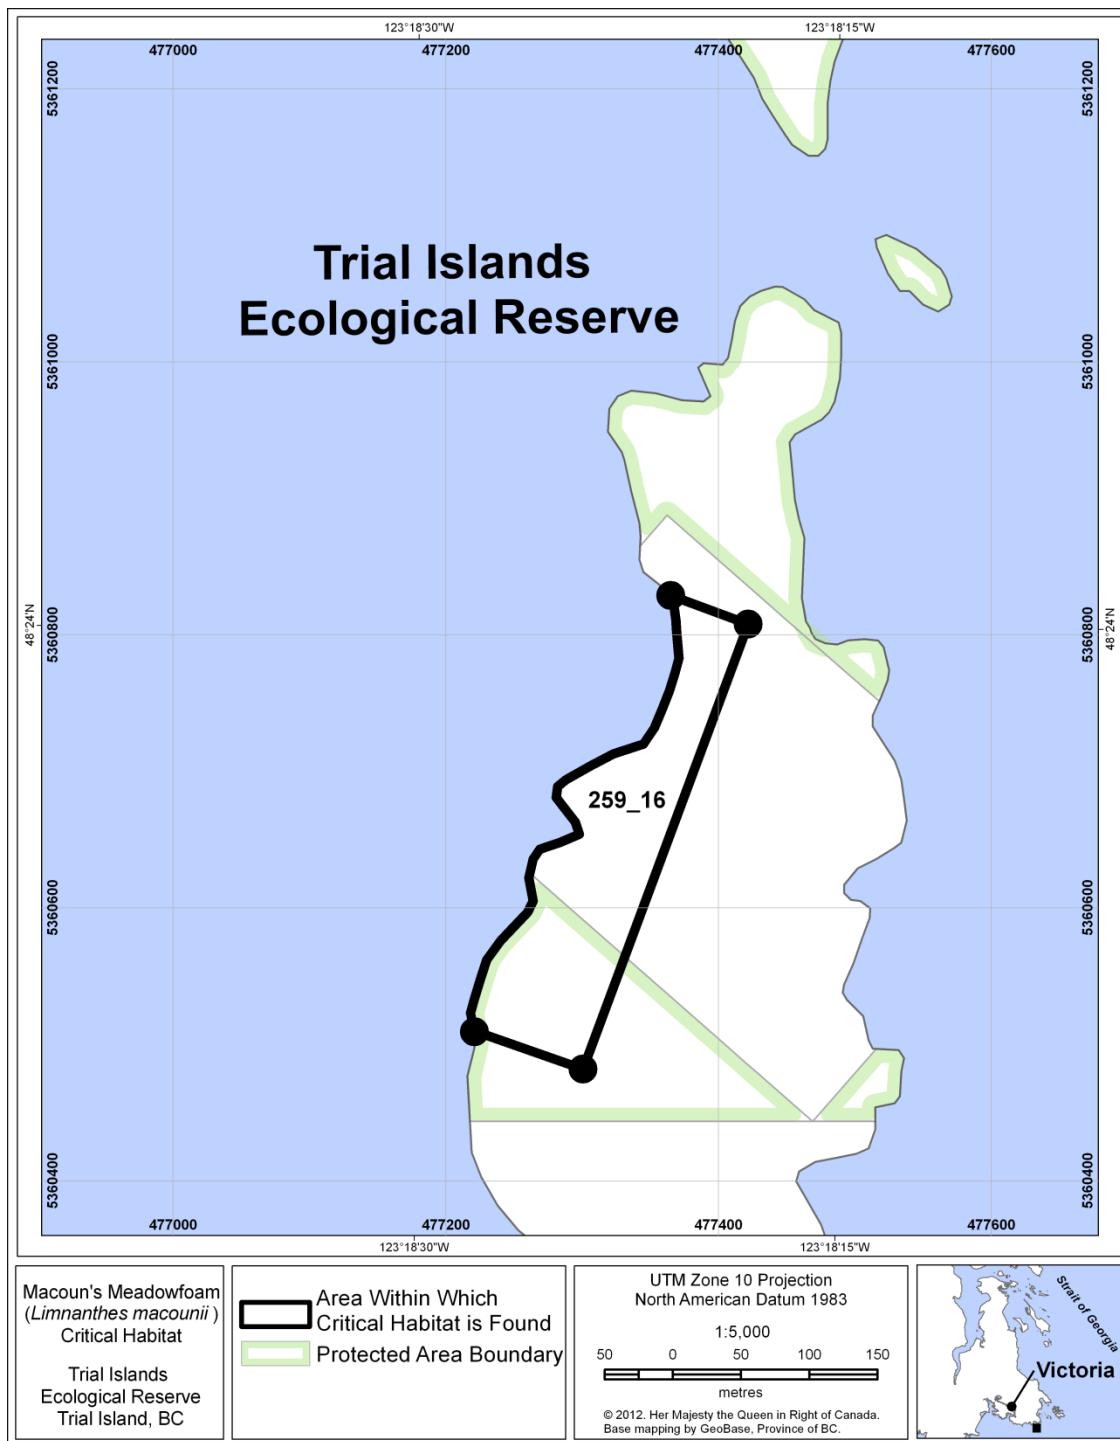 123°18'30"W
123°18'15"W
477000
477200
477400
477600
5361200
5361200
Trial Islands
Ecological Reserve
5361000
5361000
48°24'N
5360800
5360800
48°24'N
259_16
5360600
5360600
5360400
5360400
477000
477200
477400
477600
123°18'30"W
123°18'15"W
Macoun's Meadowfoam
(Limnanthes macounii)
Critical Habitat
Trial Islands
Ecological Reserve
Trial Island, BC
Area Within Which
Critical Habitat is Found
Protected Area Boundary
UTM Zone 10 Projection
North American Datum 1983
1:5,000
50 0 50 100 150
metres
© 2012. Her Majesty the Queen in Right of Canada.
Base mapping by GeoBase, Province of BC.
Strait of Georgia
Victoria